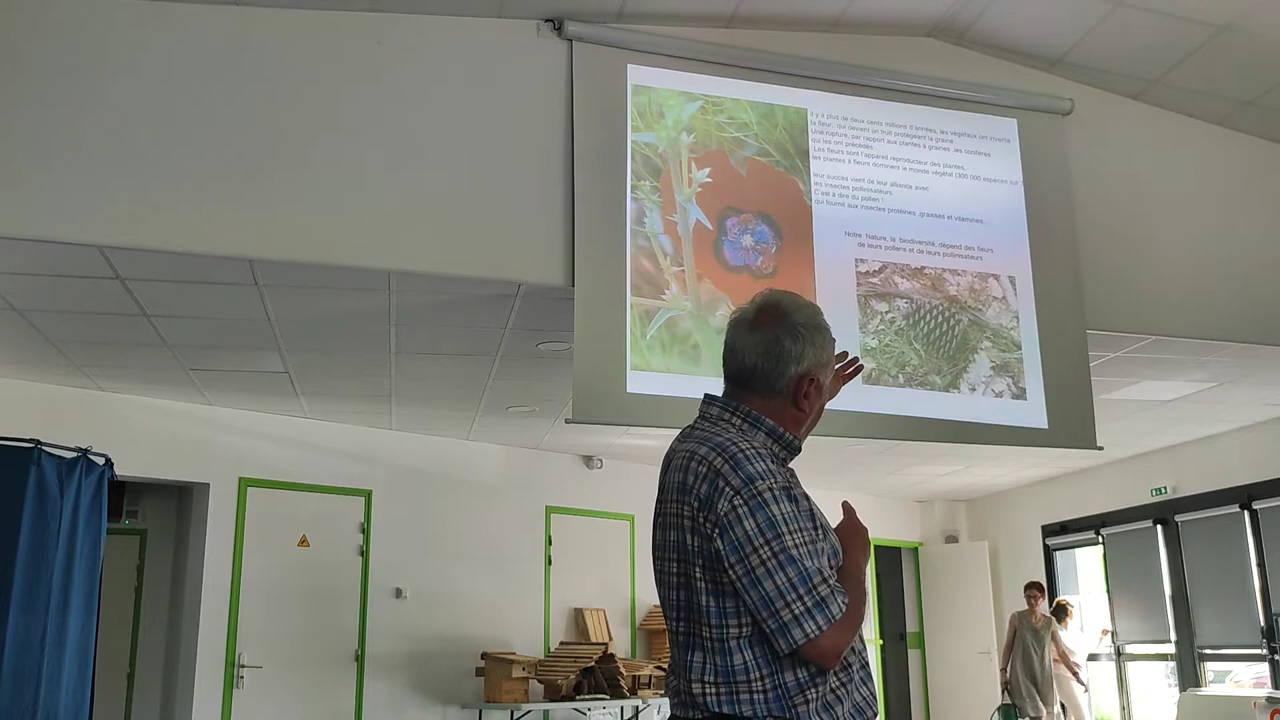 il y a plus de deux cents millions d'années, les végétaux ont inventé
la fleur, qui devient un fruit protégeant la graine
Une rupture, par rapport aux plantes à graines ,les conifères
qui les ont précédés
Les fleurs sont l'appareil reproducteur des plantes,
les plantes à fleurs dominent le monde végétal (300 000 espèces sur
leur succès vient de leur alliance avec
les insectes pollinisateurs.
C'est à dire du pollen !
qui fournit aux insectes protéines ,graisses et vitamines...
Notre Nature, la biodiversité, dépend des fleurs
de leurs pollens et de leurs pollinisateurs